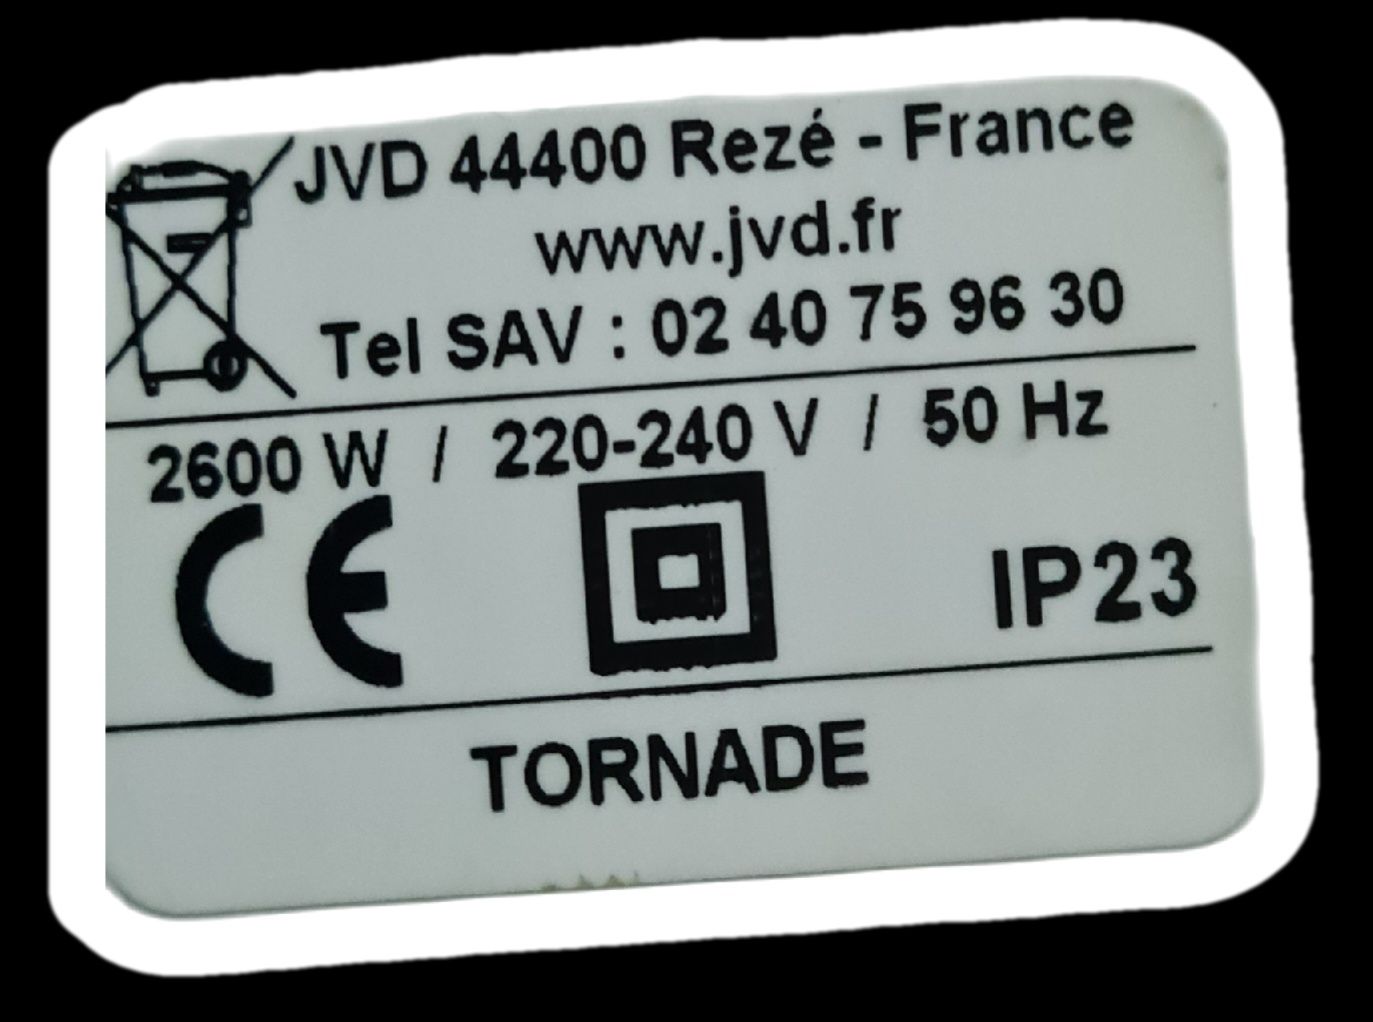 JVD 44400 Rezé - France
www.jvd.fr
Tel SAV : 02 40 75 96 30
2600 W / 220-240 V / 50 Hz
CE
IP23
TORNADE